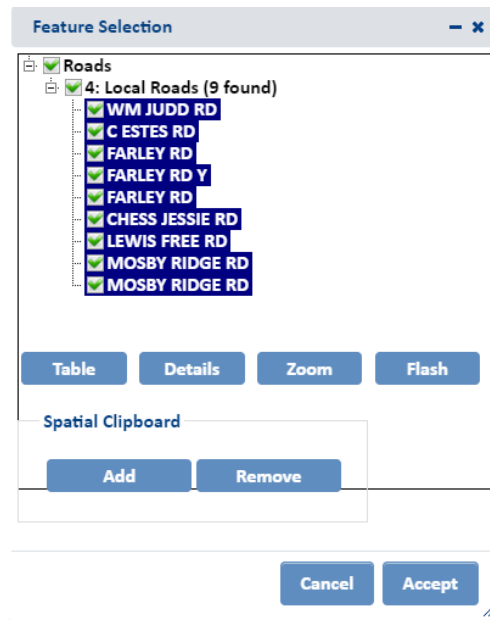 Feature Selection
Roads
4: Local Roads (9 found)
WM JUDD RD
C ESTES RD
FARLEY RD
FARLEY RD Y
FARLEY RD
CHESS JESSIE RD
LEWIS FREE RD
MOSBY RIDGE RD
MOSBY RIDGE RD
Table Details Zoom Flash
Spatial Clipboard
Add Remove
Cancel Accept